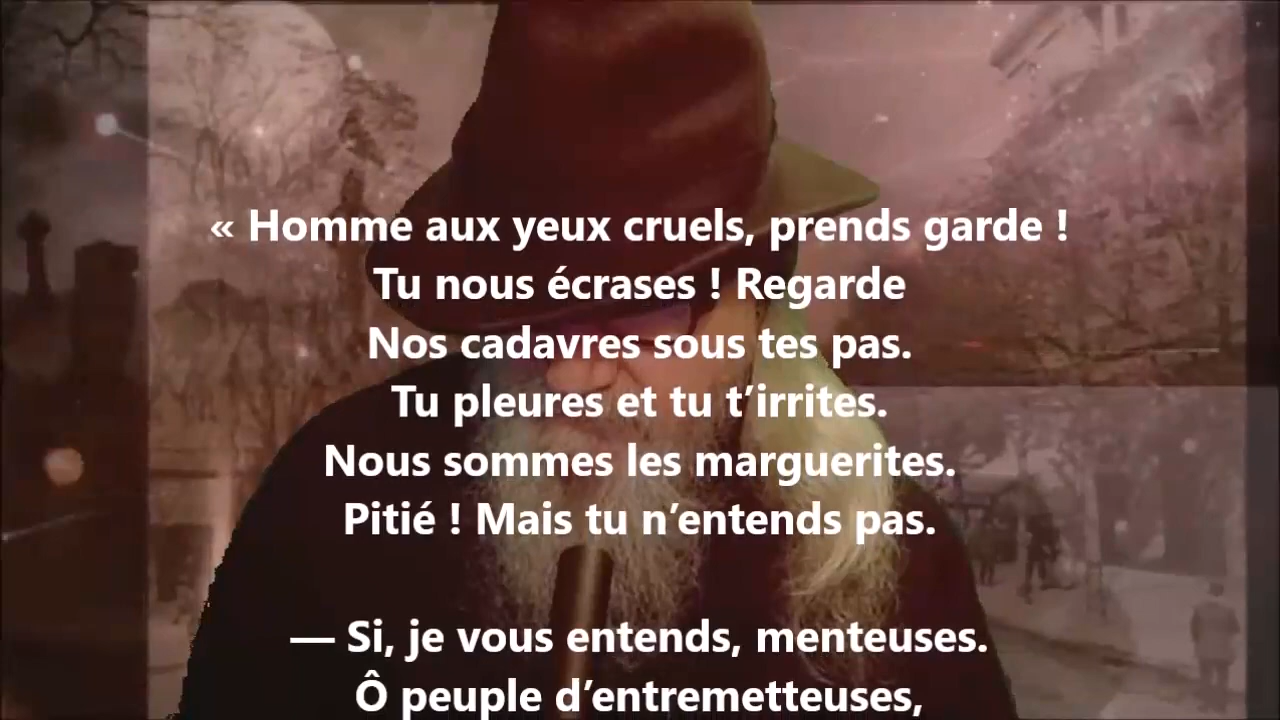 « Homme aux yeux cruels, prends garde !
Tu nous écrases ! Regarde
Nos cadavres sous tes pas.
Tu pleures et tu t’irrites.
Nous sommes les marguerites.
Pitié ! Mais tu n’entends pas.
— Si, je vous entends, menteuses.
Ô peuple d’entremetteuses,